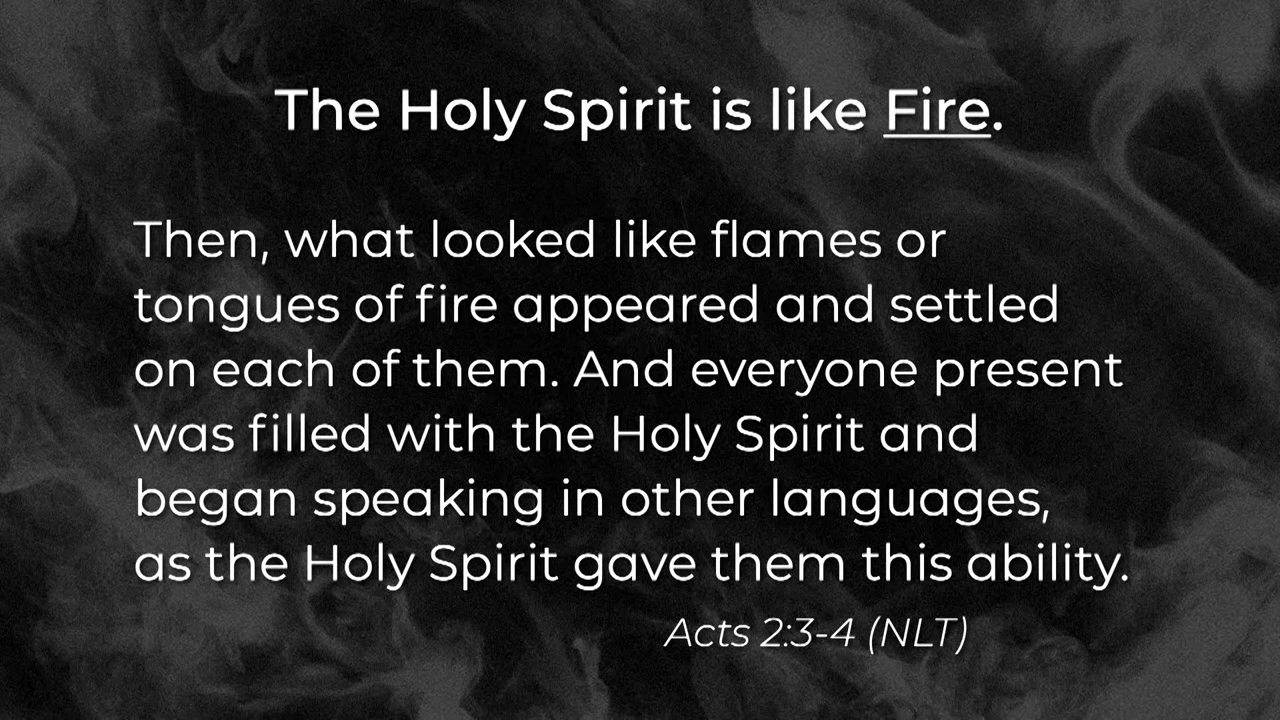 The Holy Spirit is like Fire.
Then, what looked like flames or
tongues of fire appeared and settled
on each of them. And everyone present
was filled with the Holy Spirit and
began speaking in other languages,
as the Holy Spirit gave them this ability.
Acts 2:3-4 (NLT)